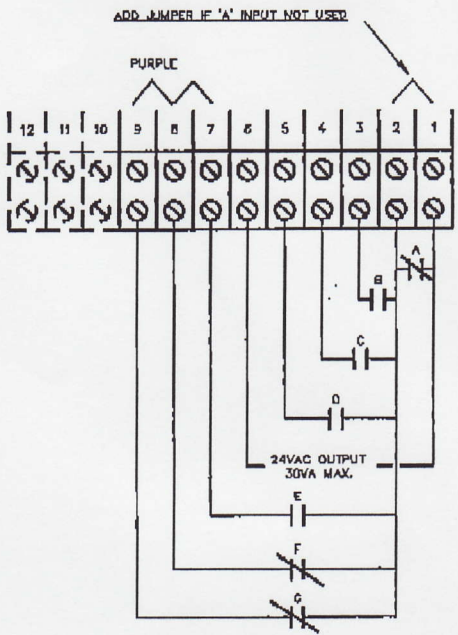 ADD JUMPER IF "A" INPUT NOT USED
PURPLE
12 11 10 9 8 7 6 5 4 3 2 1
A
B
C
D
24VAC OUTPUT
30VA MAX.
E
F
G